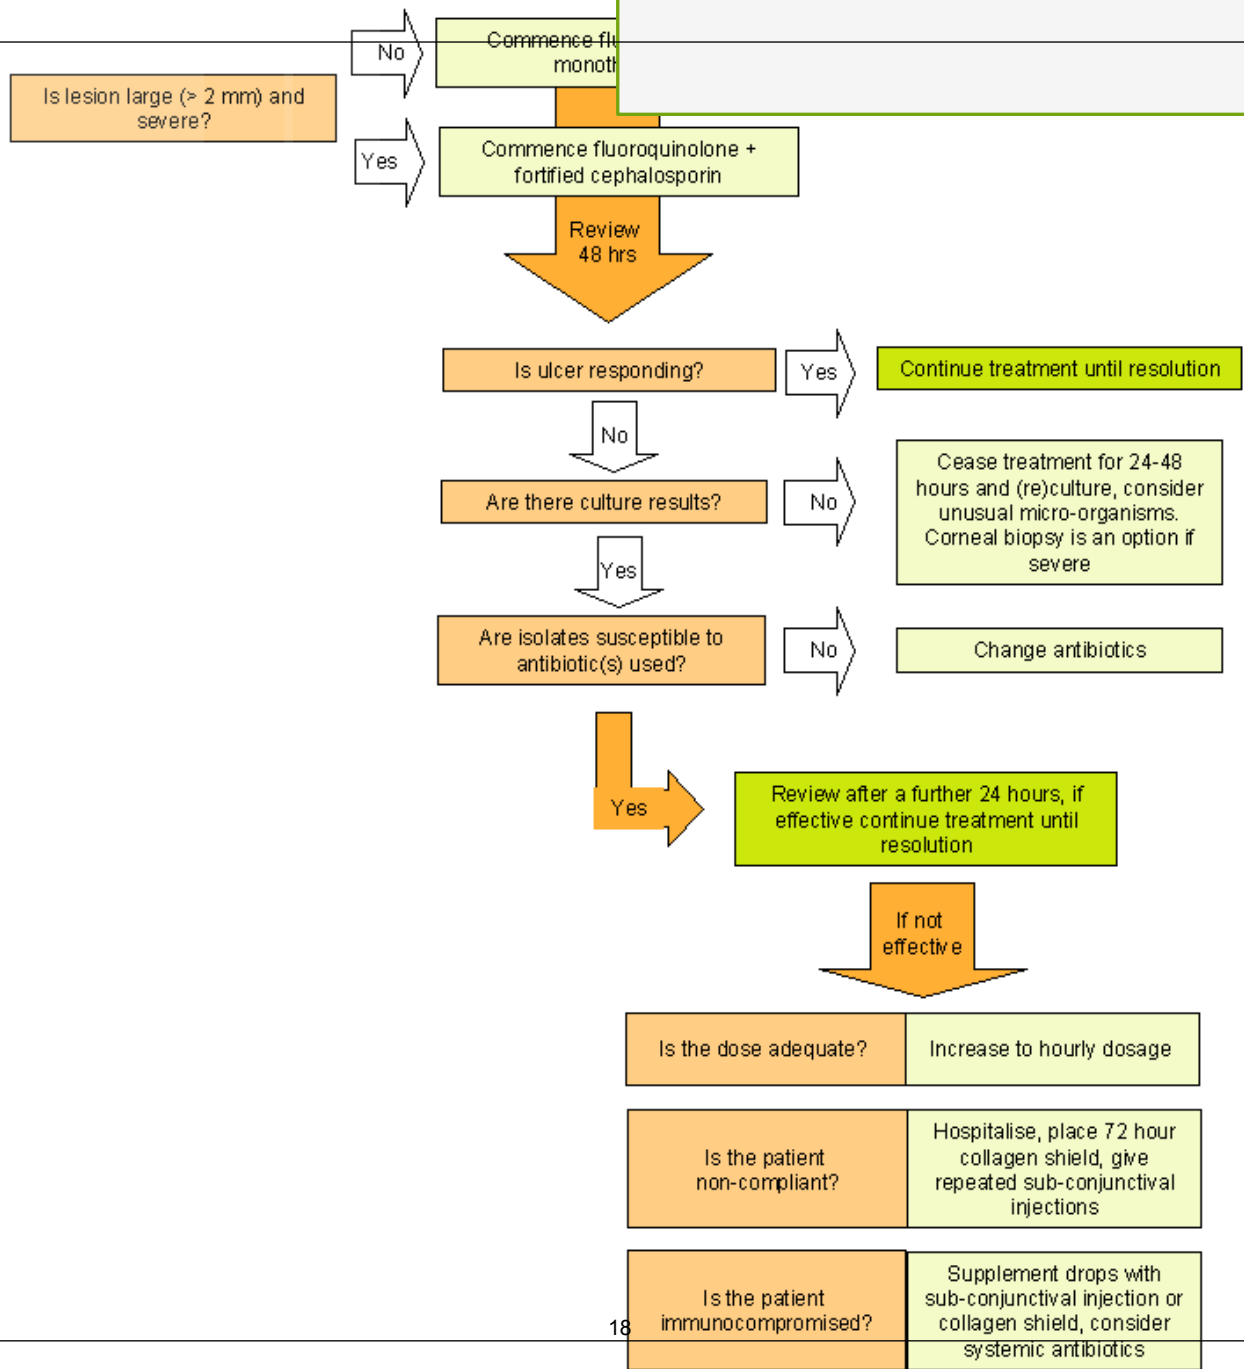 No
Commence
Is lesion large (> 2 mm) and
severe?
Yes
Commence fluoroquinolone +
fortified cephalosporin
Review
48 hrs
Is ulcer responding?
Yes
Continue treatment until resolution
No
Are there culture results?
No
Cease treatment for 24-48
hours and (re)culture, consider
unusual micro-organisms.
Corneal biopsy is an option if
severe
Yes
Are isolates susceptible to
antibiotic(s) used?
No
Change antibiotics
Yes
Review after a further 24 hours, if
effective continue treatment until
resolution
If not
effective
Is the dose adequate?
Increase to hourly dosage
Is the patient
non-compliant?
Hospitalise, place 72 hour
collagen shield, give
repeated sub-conjunctival
injections
Is the patient
immunocompromised?
Supplement drops with
sub-conjunctival injection or
collagen shield, consider
systemic antibiotics
18